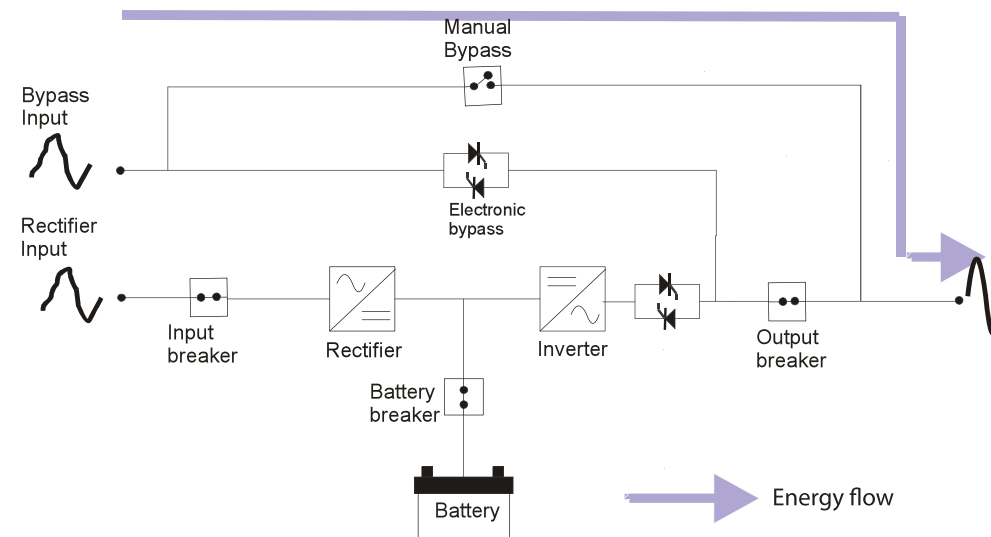 Manual
Bypass
Bypass
Input
Electronic
bypass
Rectifier
Input
Input
breaker
Rectifier
Inverter
Output
breaker
Battery
breaker
Battery
Energy flow